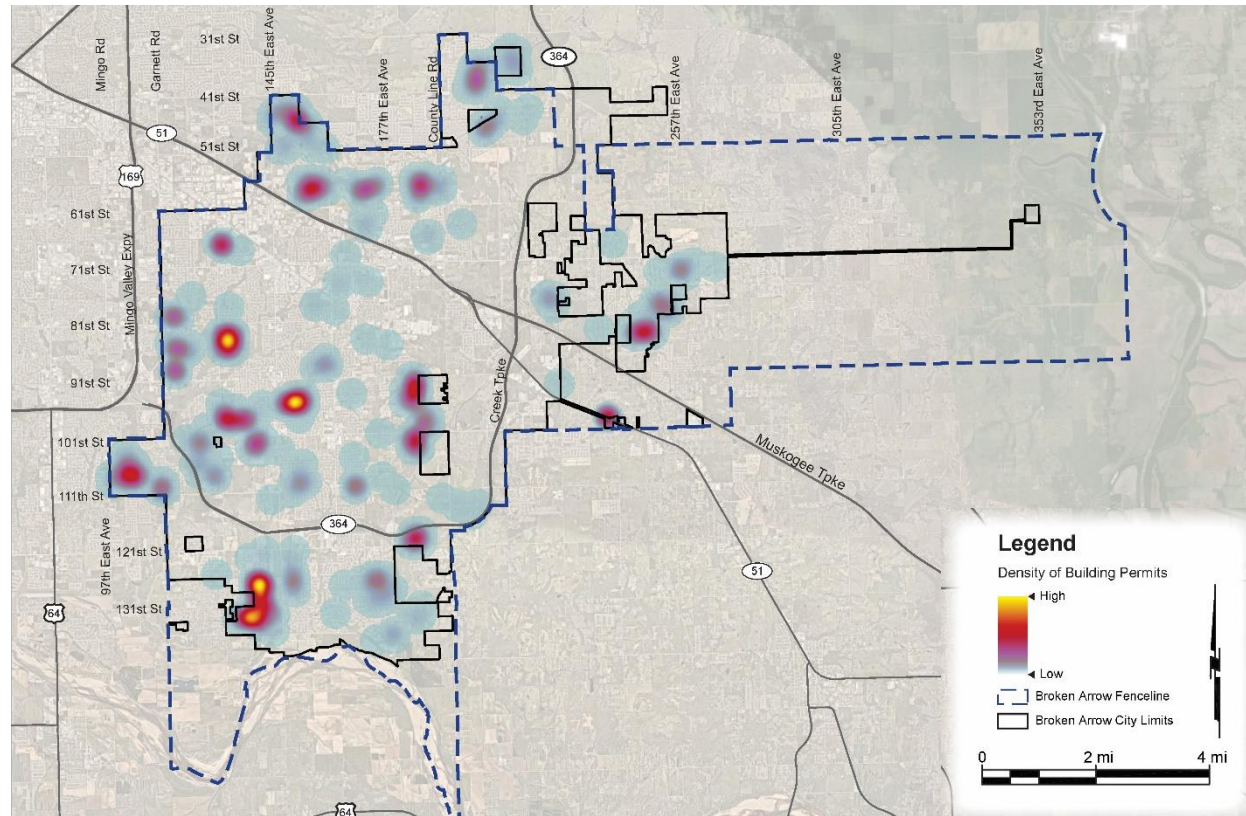 31st St
41st St
51st St
61st St
71st St
81st St
91st St
101st St
111th St
121st St
131st St
Mingo Rd
Garnett Rd
145th East Ave
177th East Ave
County Line Rd
257th East Ave
305th East Ave
353rd East Ave
Mingo Valley Expy
97th East Ave
Creek Tpke
Muskogee Tpke
364
51
169
364
51
64
64
Legend
Density of Building Permits
High
Low
Broken Arrow Fenceline
Broken Arrow City Limits
0
2 mi
4 mi